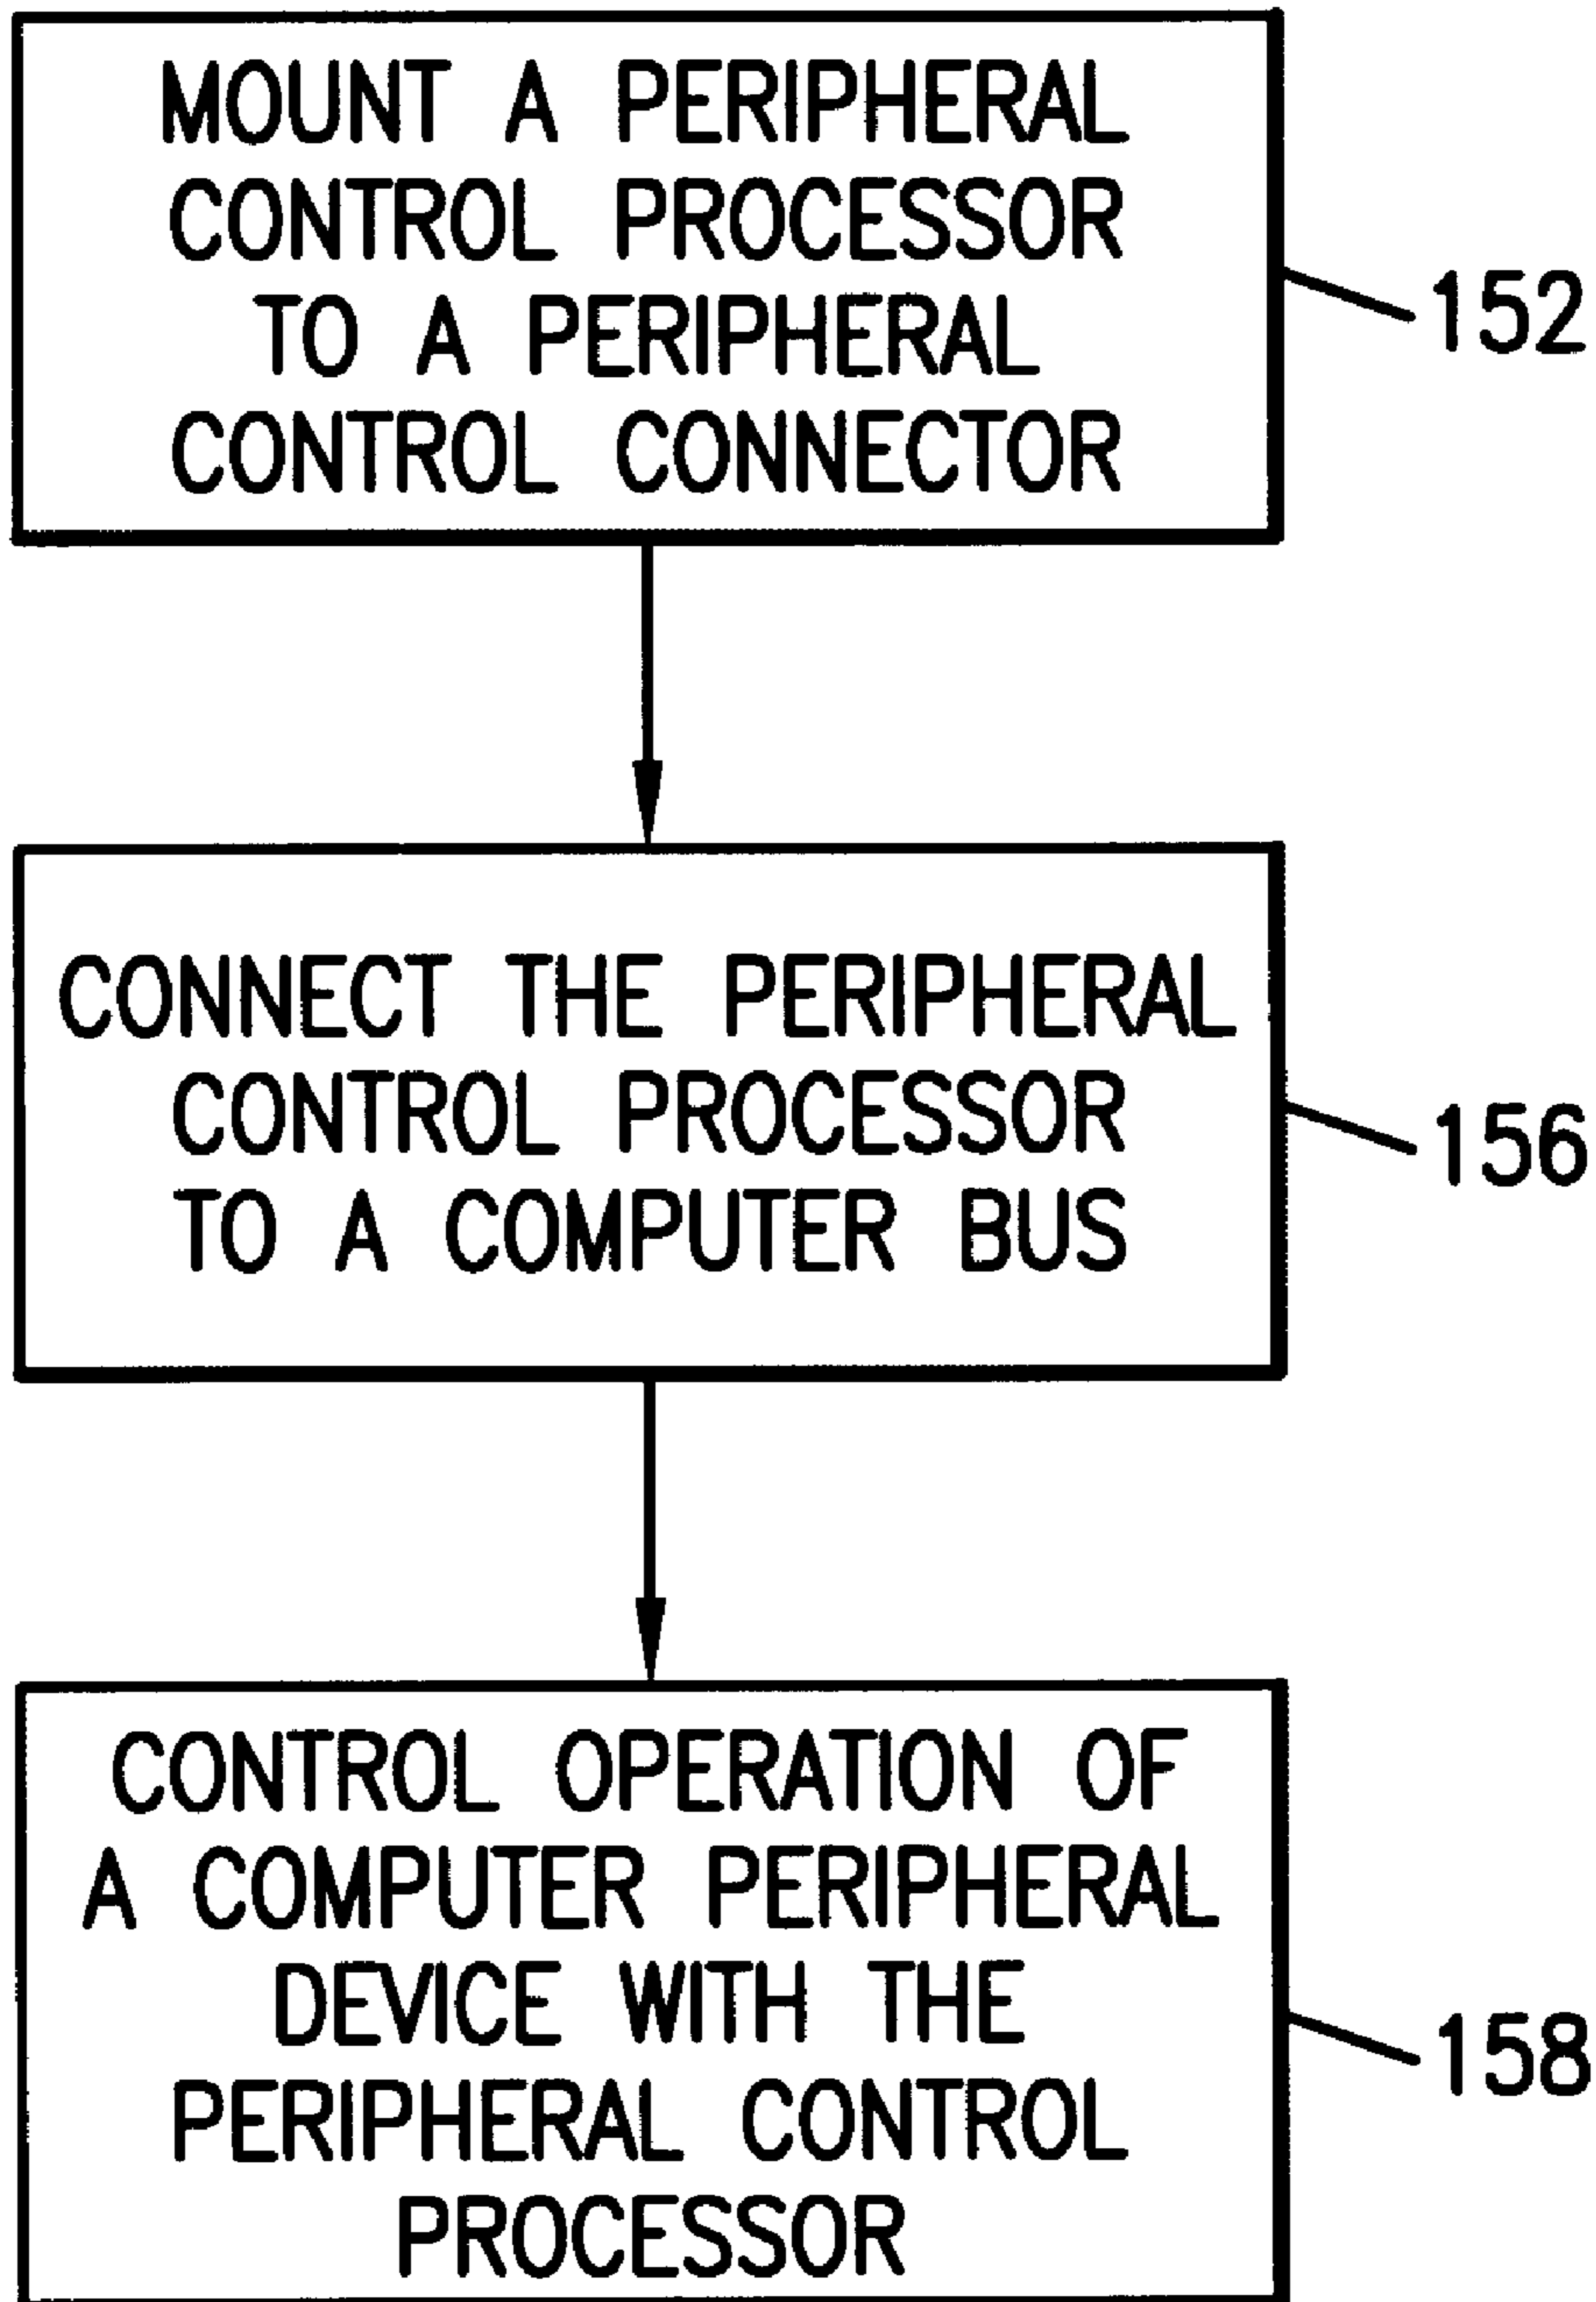 MOUNT A PERIPHERAL
CONTROL PROCESSOR
TO A PERIPHERAL
CONTROL CONNECTOR
152
CONNECT THE PERIPHERAL
CONTROL PROCESSOR
TO A COMPUTER BUS
156
CONTROL OPERATION OF
A COMPUTER PERIPHERAL
DEVICE WITH THE
PERIPHERAL CONTROL
PROCESSOR
158